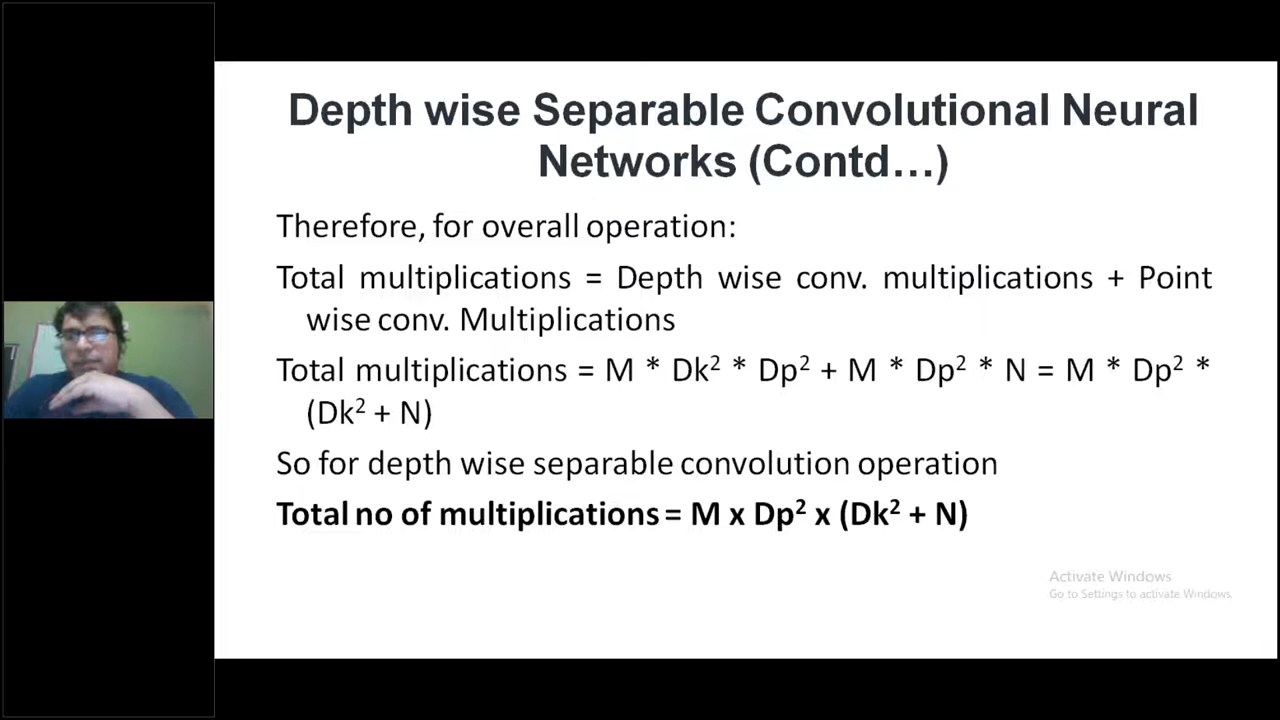 Depth wise Separable Convolutional Neural
Networks (Contd...)
Therefore, for overall operation:
Total multiplications = Depth wise conv. multiplications + Point
wise conv. Multiplications
Total multiplications = M * Dk² * Dp² + M * Dp² * N = M * Dp² *
(Dk² + N)
So for depth wise separable convolution operation
Total no of multiplications = M x Dp² x (Dk² + N)
Activate Windows
Go to Settings to activate Windows.